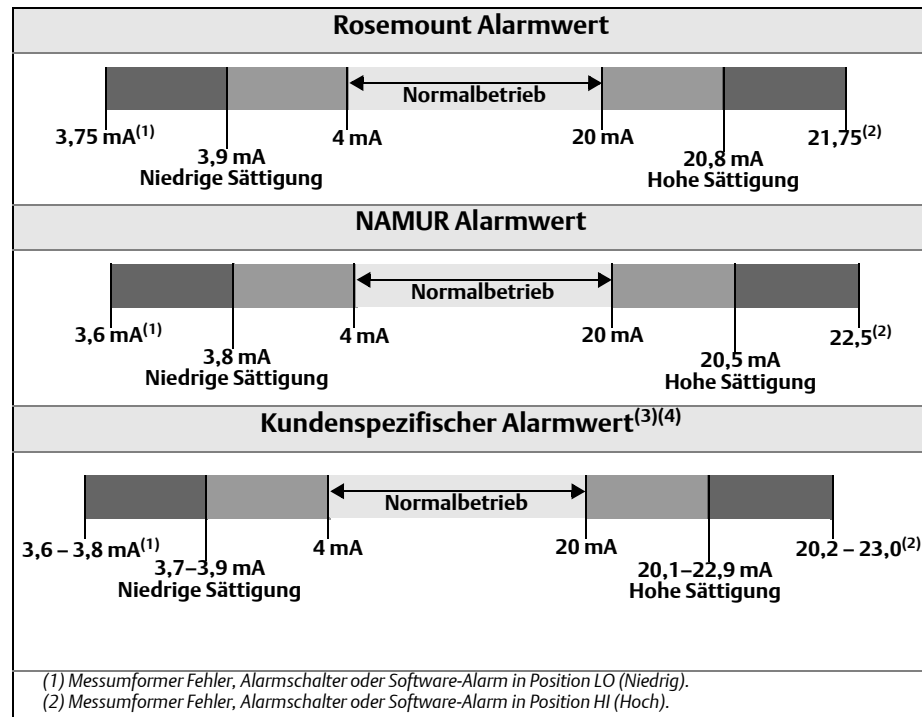 Rosemount Alarmwert
Normalbetrieb
3,75 mA(1)
4 mA
20 mA
21,75(2)
3,9 mA
Niedrige Sättigung
20,8 mA
Hohe Sättigung
NAMUR Alarmwert
Normalbetrieb
3,6 mA(1)
4 mA
20 mA
22,5(2)
3,8 mA
Niedrige Sättigung
20,5 mA
Hohe Sättigung
Kundenspezifischer Alarmwert(3)(4)
Normalbetrieb
3,6 – 3,8 mA(1)
4 mA
20 mA
20,2 – 23,0(2)
3,7–3,9 mA
Niedrige Sättigung
20,1–22,9 mA
Hohe Sättigung
(1) Messumformer Fehler, Alarmschalter oder Software-Alarm in Position LO (Niedrig).
(2) Messumformer Fehler, Alarmschalter oder Software-Alarm in Position HI (Hoch).